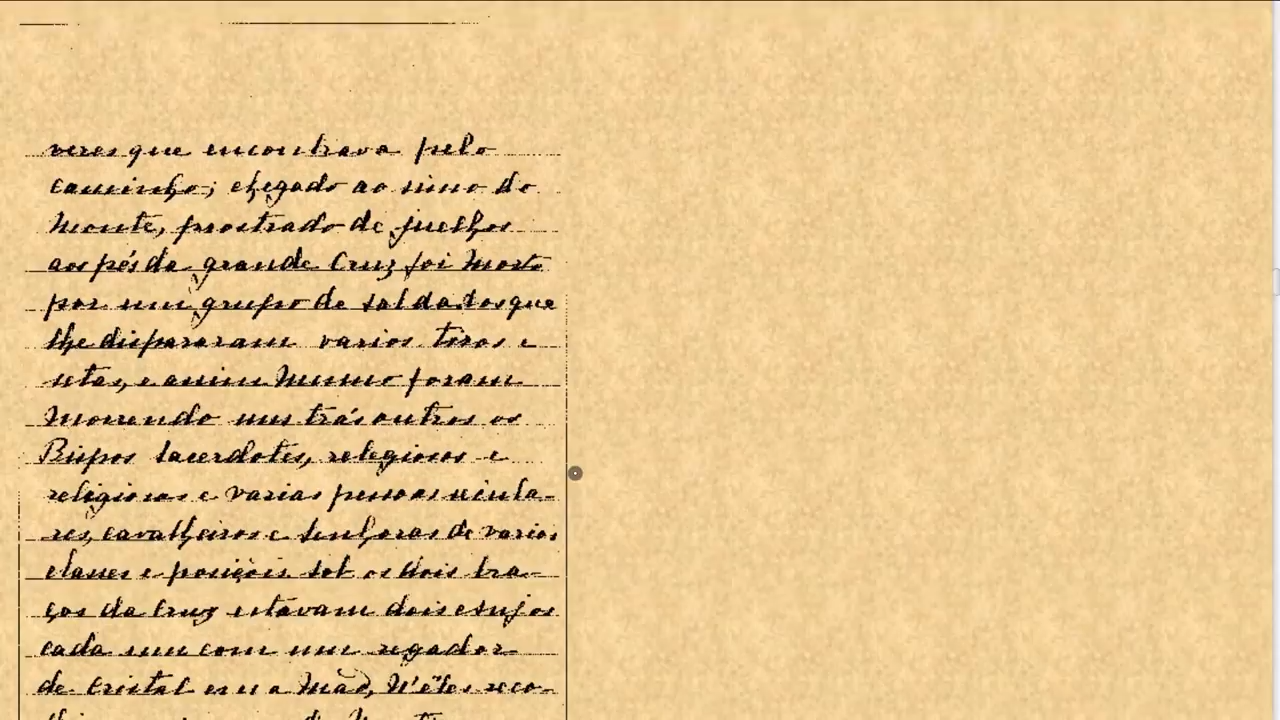 veres que encontrava pelo
caminho; chegado ao simo do
monte, prostrado de juelhos
aos pés da grande Cruz foi morto
por um grupo de soldados que
lhe dispararam varios tiros e
setas, e assim mesmo foram
morrendo uns trás outros os
Bispos Sacerdotes, religiosos e
religiosas e varias pessoas secula-
res, cavalheiros e senhoras de varias
classes e posições. Sob os dois bra-
ços da Cruz estavam dois Anjos
cada um com um regador
de cristal em a mão, N'êles reco-